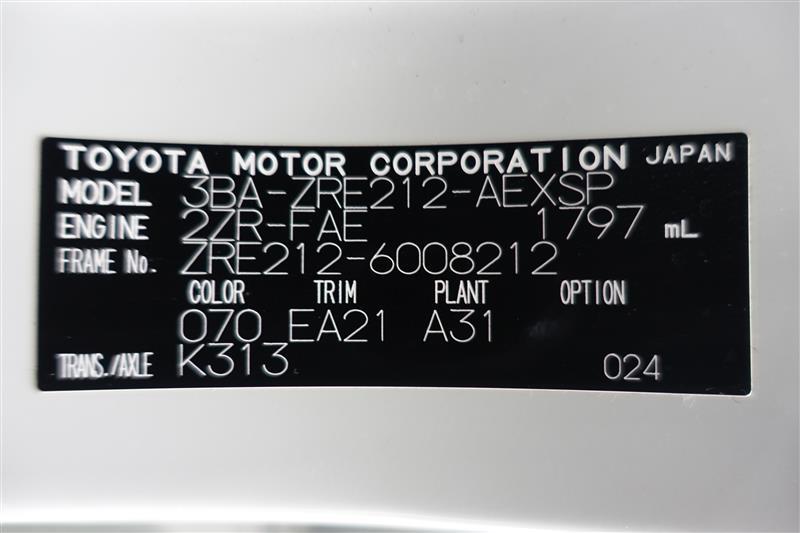 TOYOTA MOTOR CORPORATION JAPAN
MODEL 3BA-ZRE212-AEXSP
ENGINE 2ZR-FAE 1797 mL
FRAME No. ZRE212-6008212
COLOR TRIM PLANT OPTION
070 EA21 A31
TRANS./AXLE K313 024